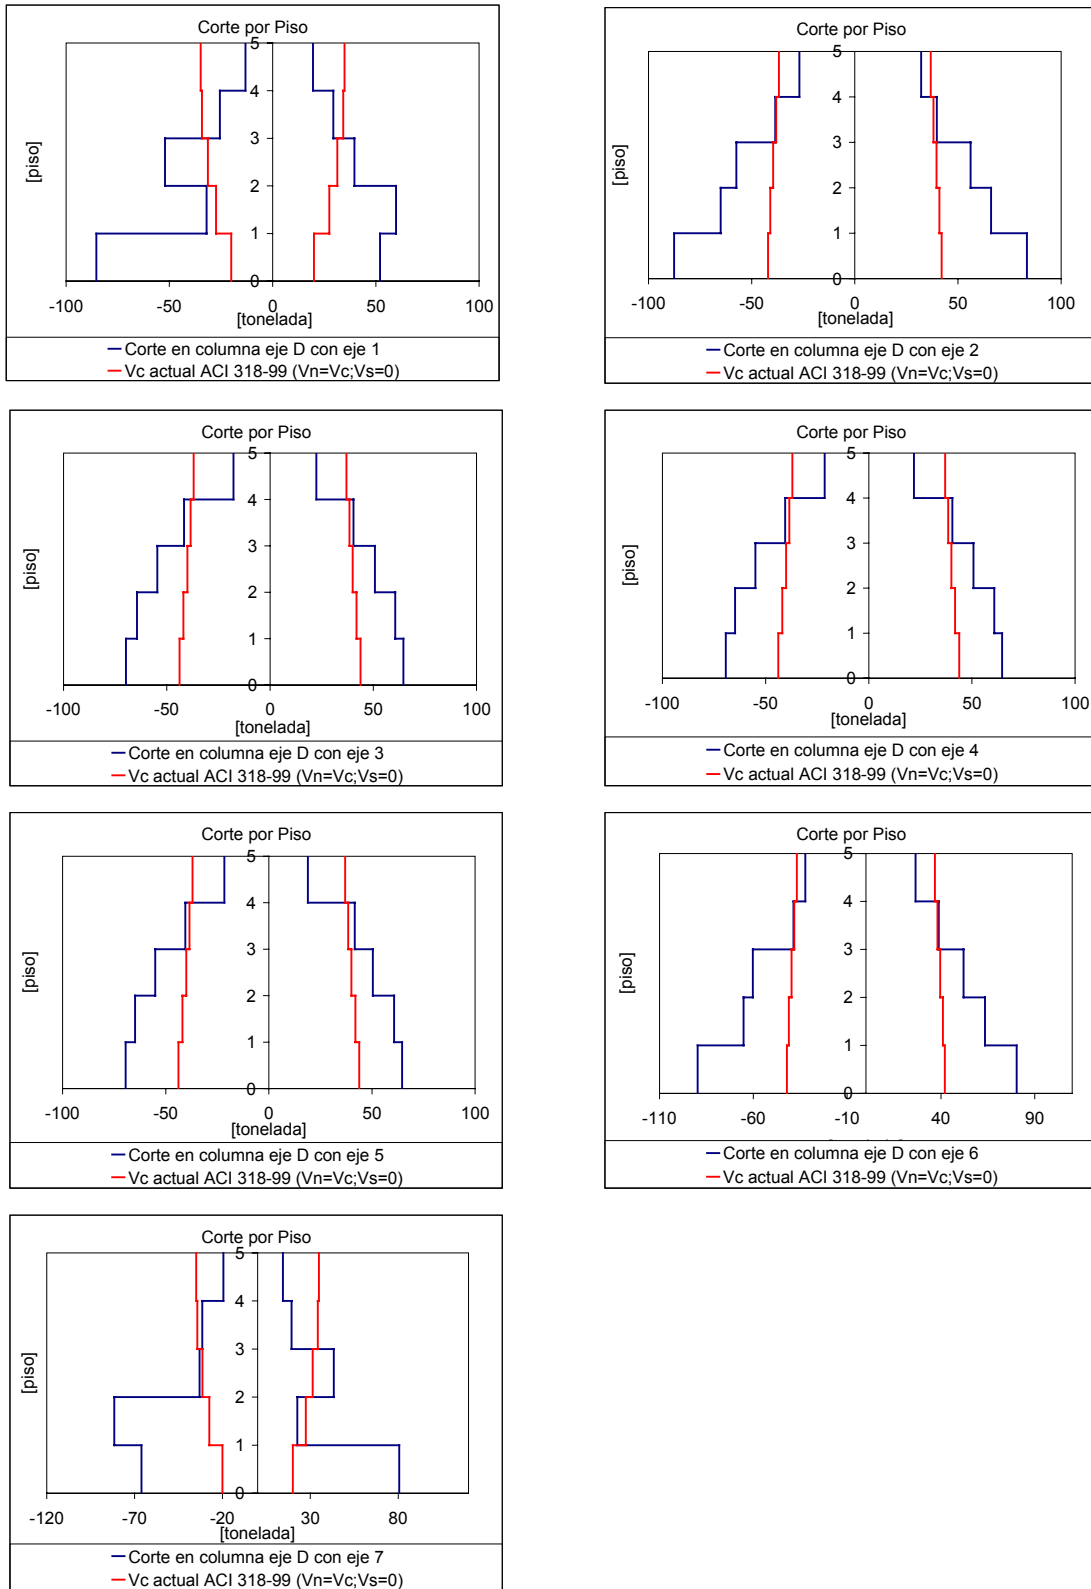 Corte por Piso
5
4
3
2
1
0
[piso]
-100 -50 0 50 100
[tonelada]
Corte en columna eje D con eje 1
Vc actual ACI 318-99 (Vn=Vc;Vs=0)
Corte por Piso
5
4
3
2
1
0
[piso]
-100 -50 0 50 100
[tonelada]
Corte en columna eje D con eje 2
Vc actual ACI 318-99 (Vn=Vc;Vs=0)
Corte por Piso
5
4
3
2
1
0
[piso]
-100 -50 0 50 100
[tonelada]
Corte en columna eje D con eje 3
Vc actual ACI 318-99 (Vn=Vc;Vs=0)
Corte por Piso
5
4
3
2
1
0
[piso]
-100 -50 0 50 100
[tonelada]
Corte en columna eje D con eje 4
Vc actual ACI 318-99 (Vn=Vc;Vs=0)
Corte por Piso
5
4
3
2
1
0
[piso]
-100 -50 0 50 100
[tonelada]
Corte en columna eje D con eje 5
Vc actual ACI 318-99 (Vn=Vc;Vs=0)
Corte por Piso
5
4
3
2
1
0
[piso]
-110 -60 -10 40 90
Corte en columna eje D con eje 6
Vc actual ACI 318-99 (Vn=Vc;Vs=0)
Corte por Piso
5
4
3
2
1
0
[piso]
-120 -70 -20 30 80
[tonelada]
Corte en columna eje D con eje 7
Vc actual ACI 318-99 (Vn=Vc;Vs=0)